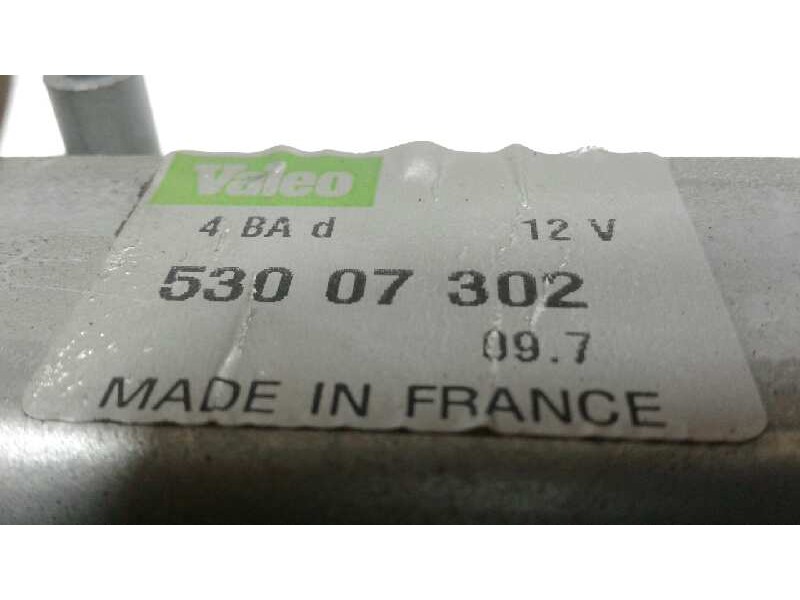 Valeo
4 BA d 12 V
530 07 302
09.7
MADE IN FRANCE